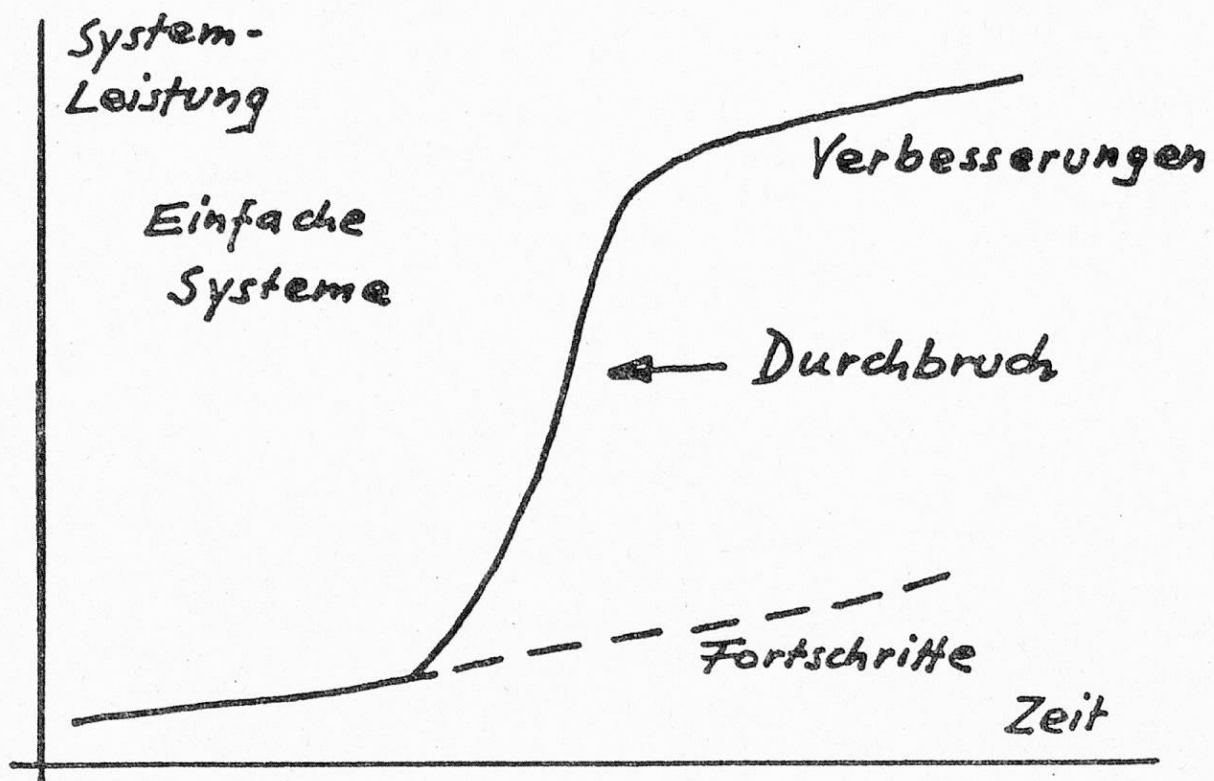 System-
Leistung
Einfache
Systeme
Verbesserungen
Durchbruch
Fortschritte
Zeit